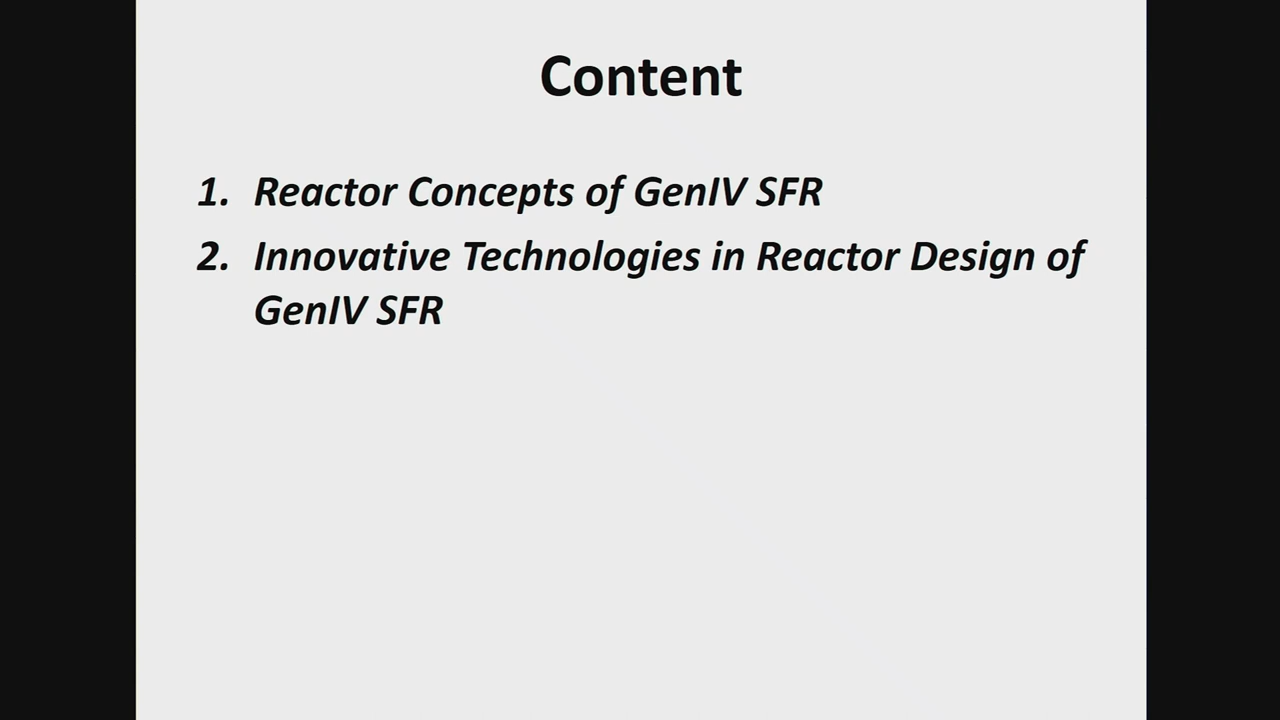 Content
1. Reactor Concepts of GenIV SFR
2. Innovative Technologies in Reactor Design of
GenIV SFR